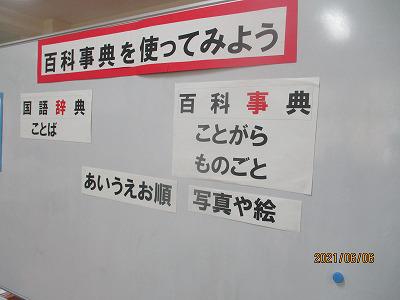 百科事典を使ってみよう
国語辞典
ことば
百科事典
ことがら
ものごと
あいうえお順
写真や絵
2021/06/06